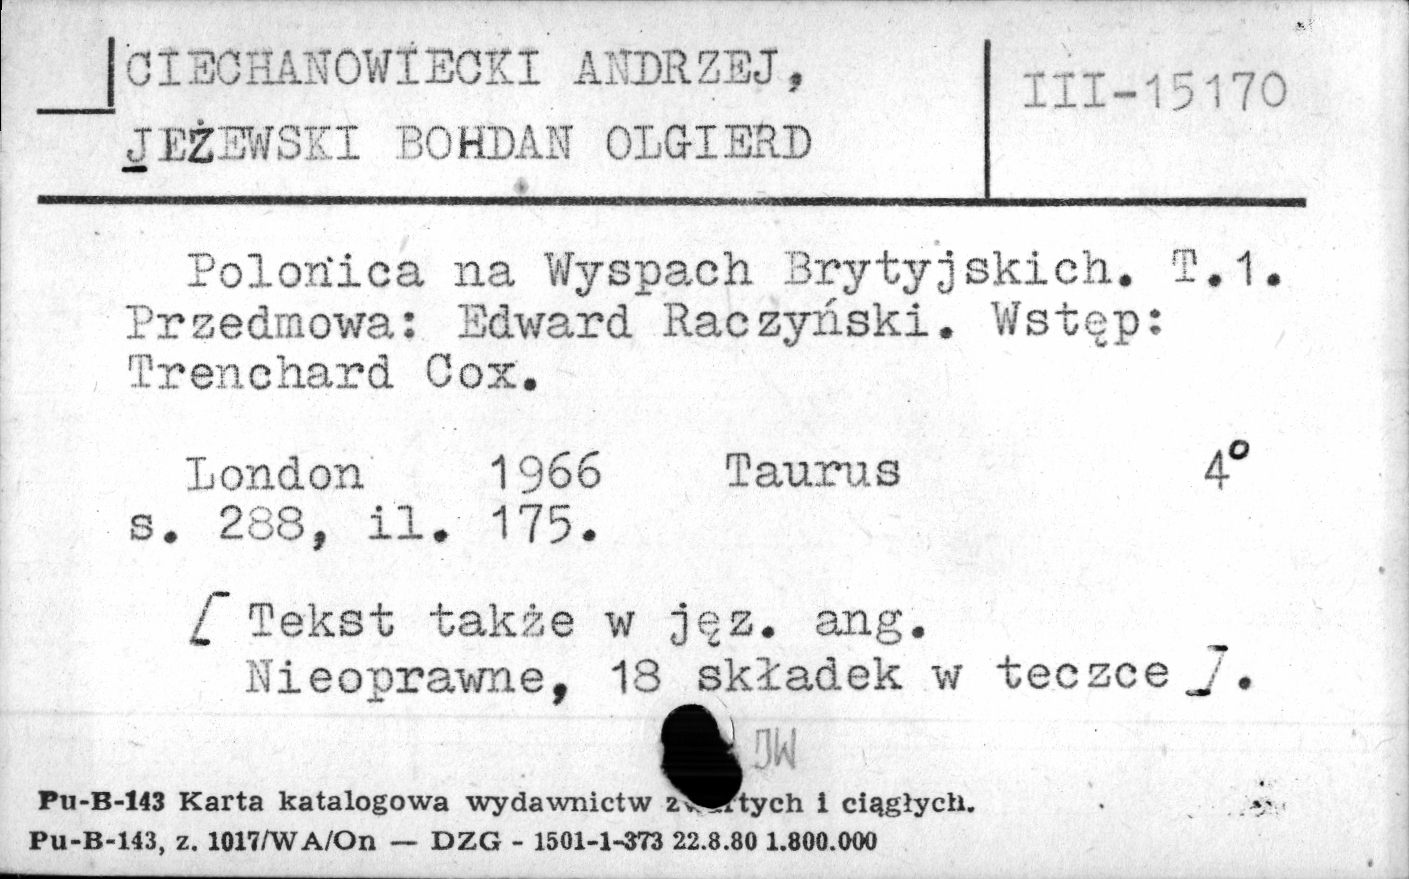 CIECHANOWIECKI ANDRZEJ,
III-15170
JEŻEWSKI BOHDAN OLGIERD
Polonica na Wyspach Brytyjskich. T.1.
Przedmowa: Edward Raczyński. Wstęp:
Trenchard Cox.
London 1966 Taurus 4°
s. 288, il. 175.
[ Tekst także w jęz. ang.
Nieoprawne, 18 składek w teczce ].
JW
Pu-B-143 Karta katalogowa wydawnictw zwartych i ciągłych.
Pu-B-143, z. 1017/WA/On — DZG - 1501-1-373 22.8.80 1.800.000